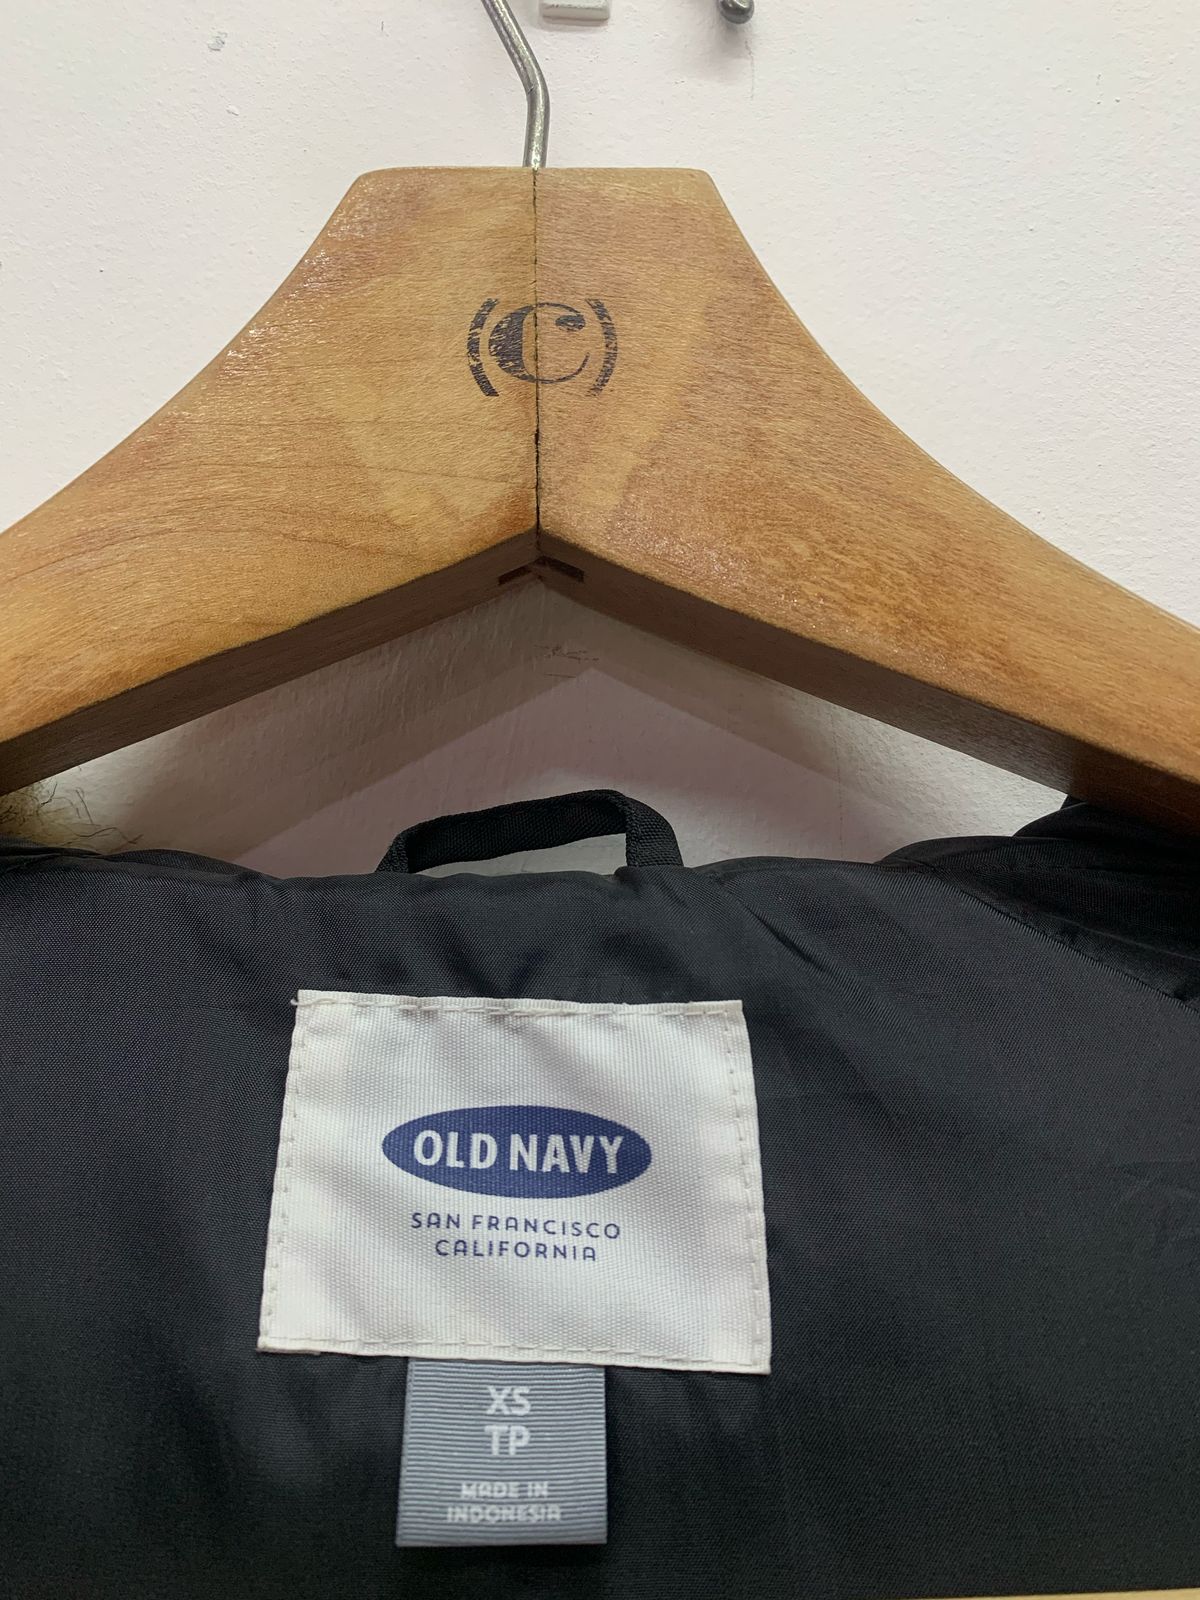 C
OLD NAVY
SAN FRANCISCO
CALIFORNIA
XS
TP
MADE IN
INDONESIA